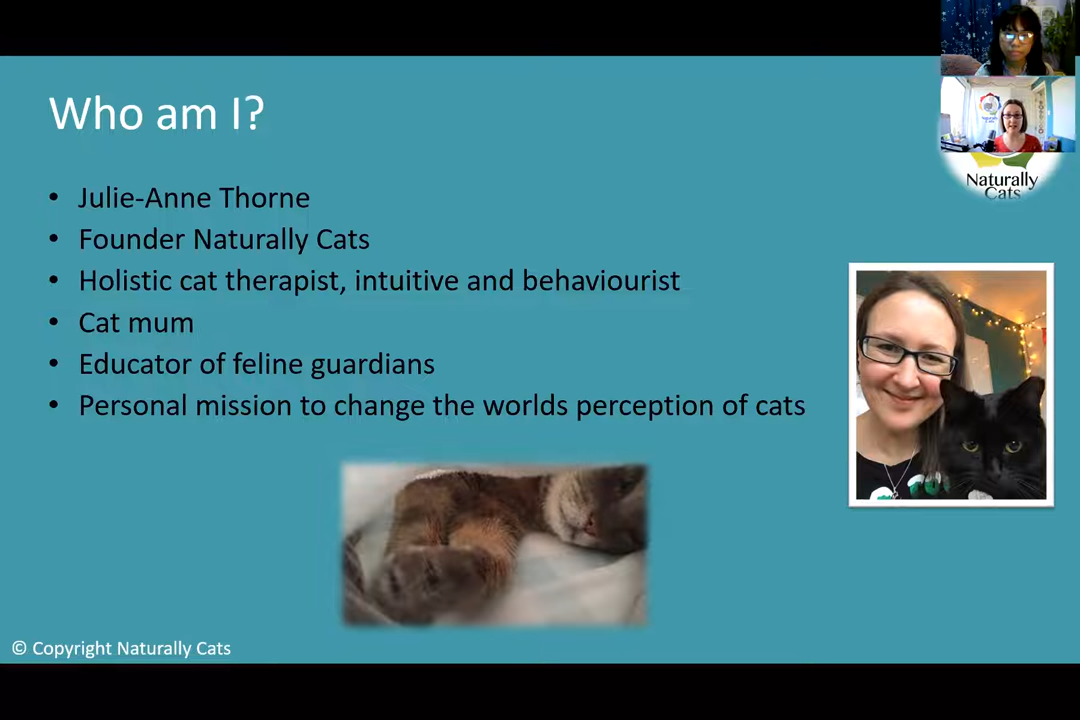 Who am I?
• Julie-Anne Thorne
• Founder Naturally Cats
• Holistic cat therapist, intuitive and behaviourist
• Cat mum
• Educator of feline guardians
• Personal mission to change the worlds perception of cats
Naturally
Cats
© Copyright Naturally Cats